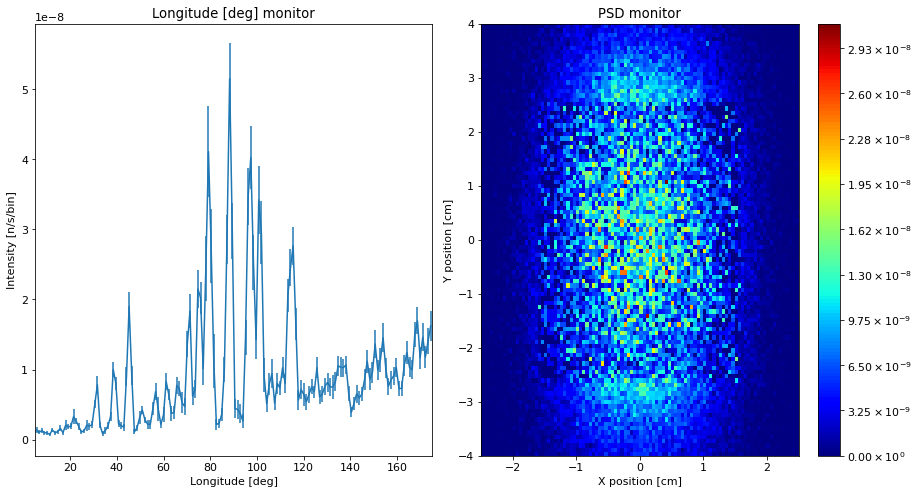 Longitude [deg] monitor
1e−8
5
4
3
2
1
0
Intensity [n/s/bin]
20 40 60 80 100 120 140 160
Longitude [deg]
PSD monitor
4
3
2
1
0
−1
−2
−3
−4
Y position [cm]
−2 −1 0 1 2
X position [cm]
2.93 × 10⁻⁸
2.60 × 10⁻⁸
2.28 × 10⁻⁸
1.95 × 10⁻⁸
1.62 × 10⁻⁸
1.30 × 10⁻⁸
9.75 × 10⁻⁹
6.50 × 10⁻⁹
3.25 × 10⁻⁹
0.00 × 10⁰